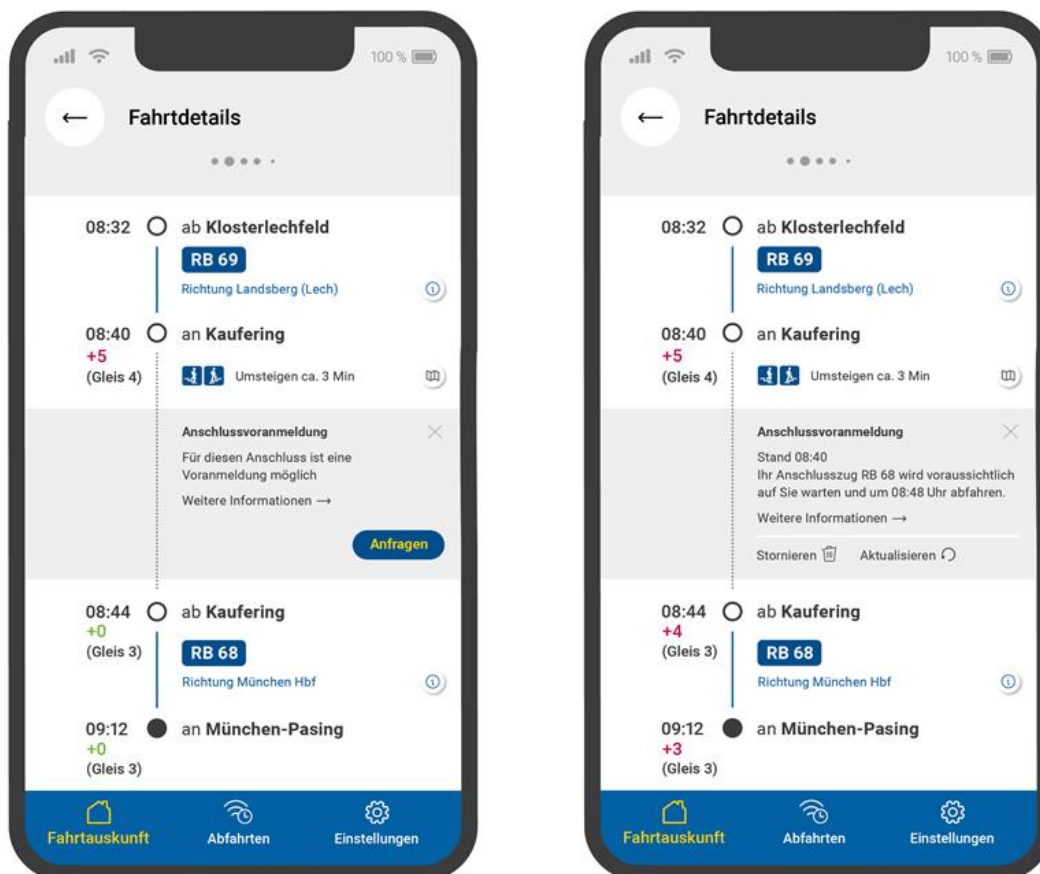 100 %
Fahrtdetails
08:32 ab Klosterlechfeld
RB 69
Richtung Landsberg (Lech)
08:40 an Kaufering
+5
(Gleis 4) Umsteigen ca. 3 Min
Anschlussvoranmeldung
Für diesen Anschluss ist eine
Voranmeldung möglich
Weitere Informationen →
Anfragen
08:44 ab Kaufering
+0
(Gleis 3) RB 68
Richtung München Hbf
09:12 an München-Pasing
+0
(Gleis 3)
Fahrtauskunft Abfahrten Einstellungen
100 %
Fahrtdetails
08:32 ab Klosterlechfeld
RB 69
Richtung Landsberg (Lech)
08:40 an Kaufering
+5
(Gleis 4) Umsteigen ca. 3 Min
Anschlussvoranmeldung
Stand 08:40
Ihr Anschlusszug RB 68 wird voraussichtlich
auf Sie warten und um 08:48 Uhr abfahren.
Weitere Informationen →
Stornieren Aktualisieren
08:44 ab Kaufering
+4
(Gleis 3) RB 68
Richtung München Hbf
09:12 an München-Pasing
+3
(Gleis 3)
Fahrtauskunft Abfahrten Einstellungen